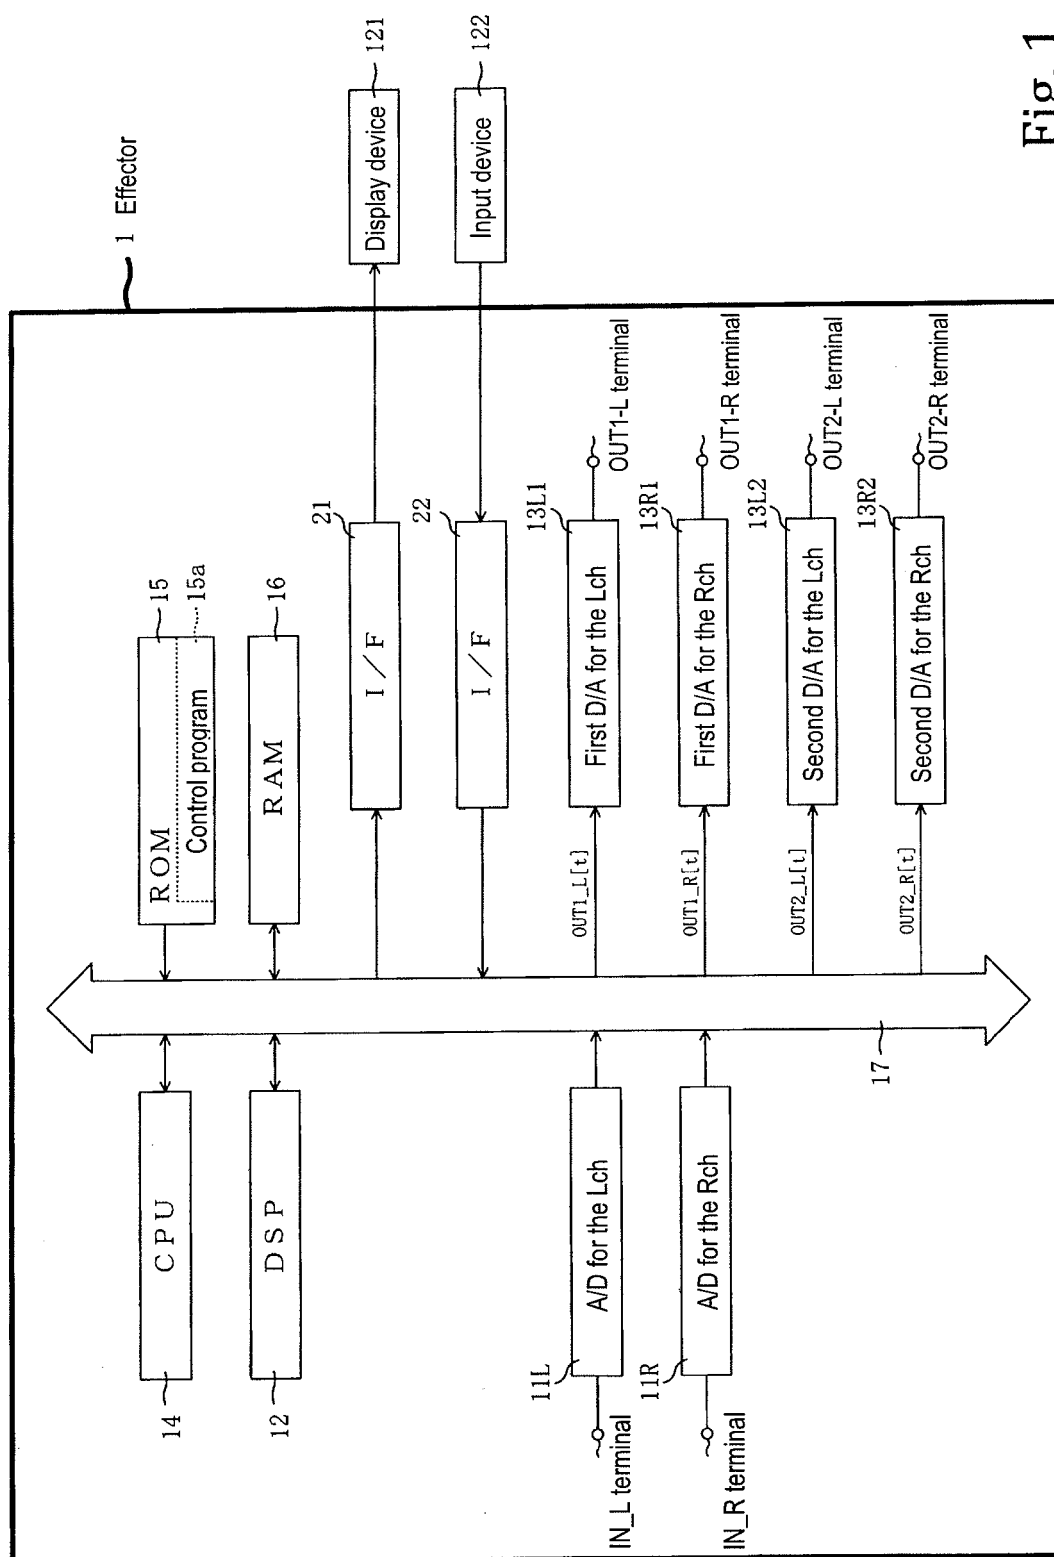 1 Effector
14
CPU
ROM
15
Control program
15a
12
DSP
RAM
16
I/F
21
Display device
121
I/F
22
Input device
122
IN_L terminal
11L
A/D for the Lch
OUT1_L[t]
First D/A for the Lch
13L1
OUT1-L terminal
IN_R terminal
11R
A/D for the Rch
OUT1_R[t]
First D/A for the Rch
13R1
OUT1-R terminal
OUT2_L[t]
Second D/A for the Lch
13L2
OUT2-L terminal
17
OUT2_R[t]
Second D/A for the Rch
13R2
OUT2-R terminal
Fig. 1